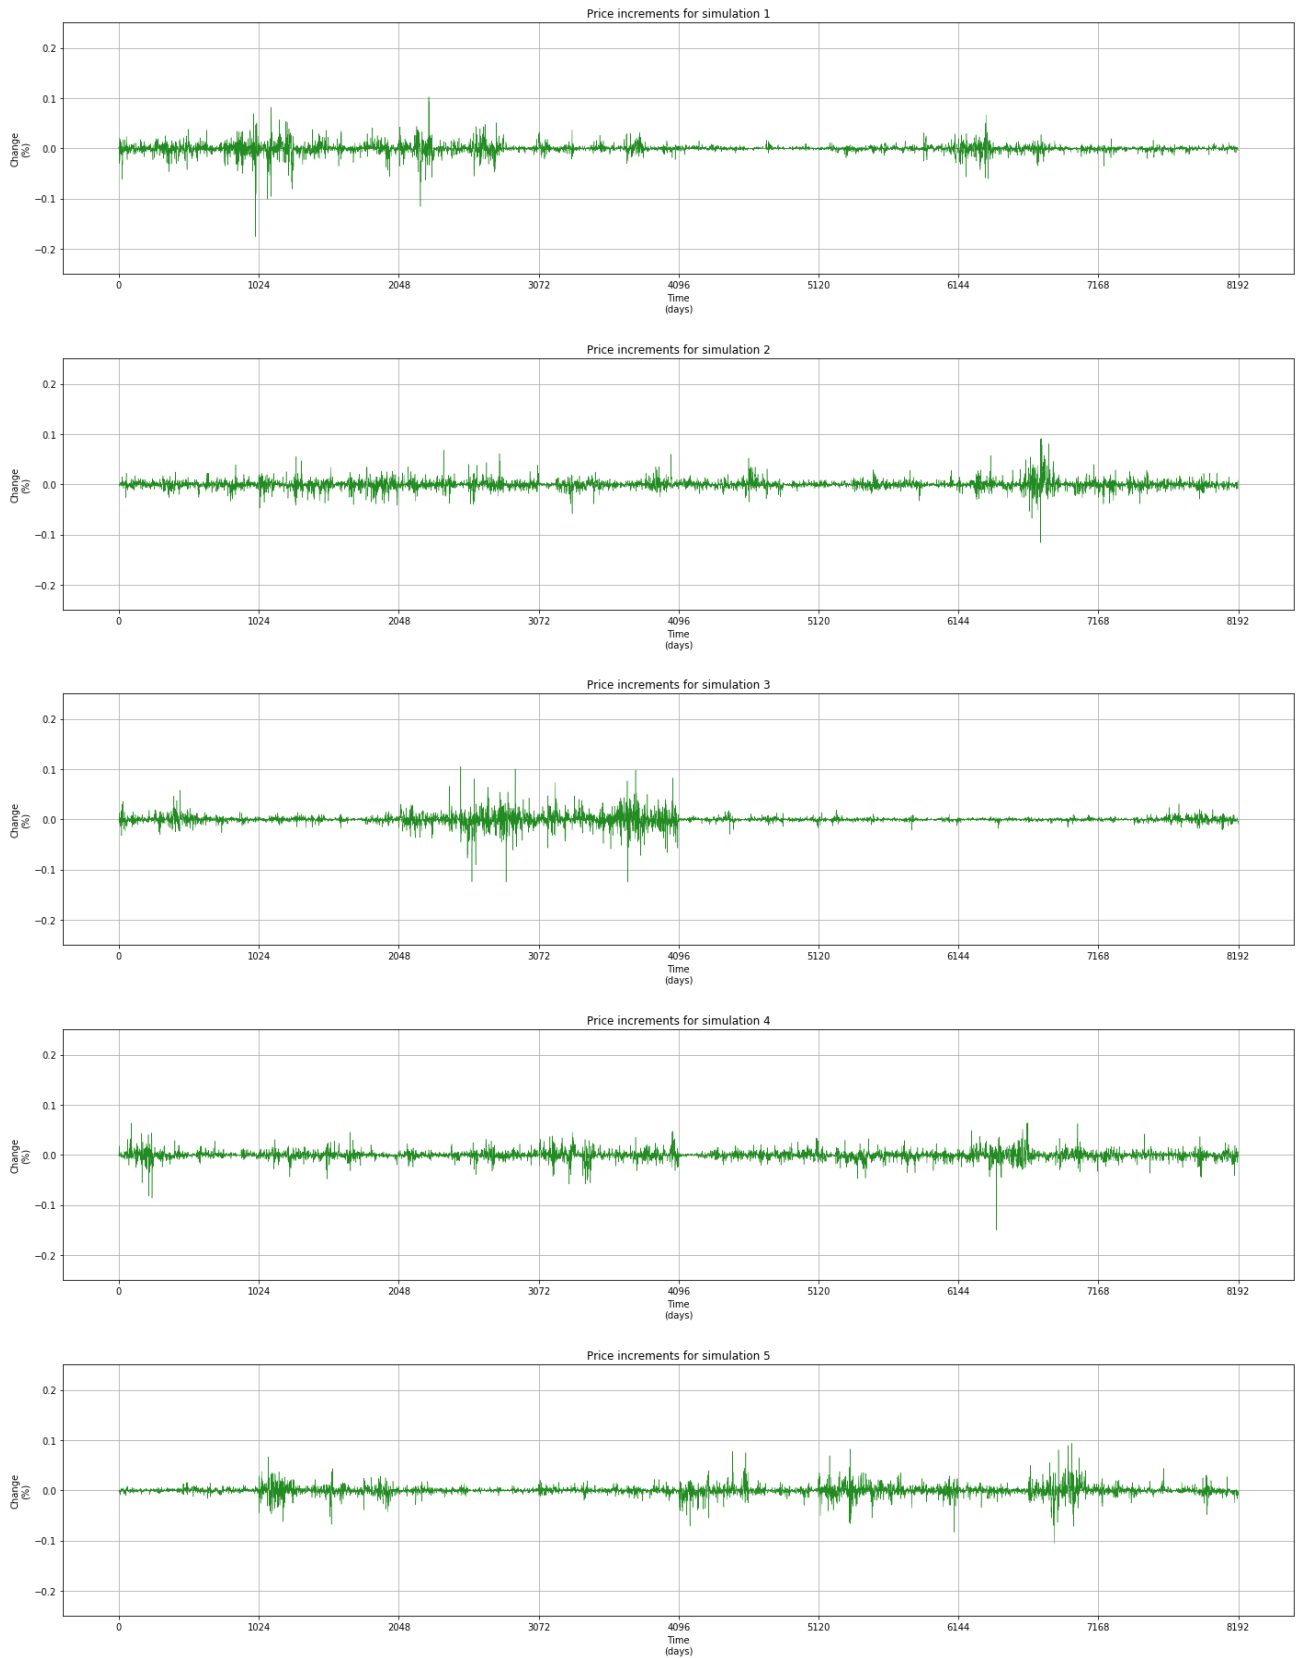 Price increments for simulation 1
Change
(%)
0.2
0.1
0.0
−0.1
−0.2
0 1024 2048 3072 4096 5120 6144 7168 8192
Time
(days)
Price increments for simulation 2
Change
(%)
0.2
0.1
0.0
−0.1
−0.2
0 1024 2048 3072 4096 5120 6144 7168 8192
Time
(days)
Price increments for simulation 3
Change
(%)
0.2
0.1
0.0
−0.1
−0.2
0 1024 2048 3072 4096 5120 6144 7168 8192
Time
(days)
Price increments for simulation 4
Change
(%)
0.2
0.1
0.0
−0.1
−0.2
0 1024 2048 3072 4096 5120 6144 7168 8192
Time
(days)
Price increments for simulation 5
Change
(%)
0.2
0.1
0.0
−0.1
−0.2
0 1024 2048 3072 4096 5120 6144 7168 8192
Time
(days)